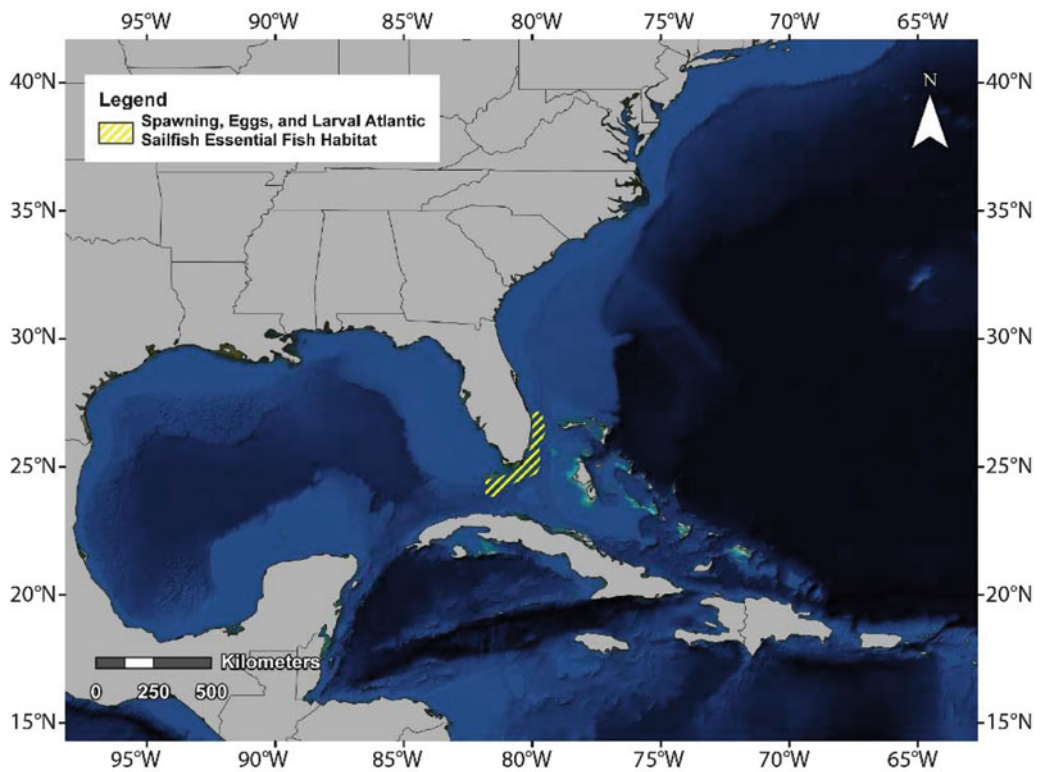 95°W 90°W 85°W 80°W 75°W 70°W 65°W
40°N 40°N
N
Legend
Spawning, Eggs, and Larval Atlantic
Sailfish Essential Fish Habitat
35°N 35°N
30°N 30°N
25°N 25°N
20°N 20°N
Kilometers
0 250 500
15°N 15°N
95°W 90°W 85°W 80°W 75°W 70°W 65°W